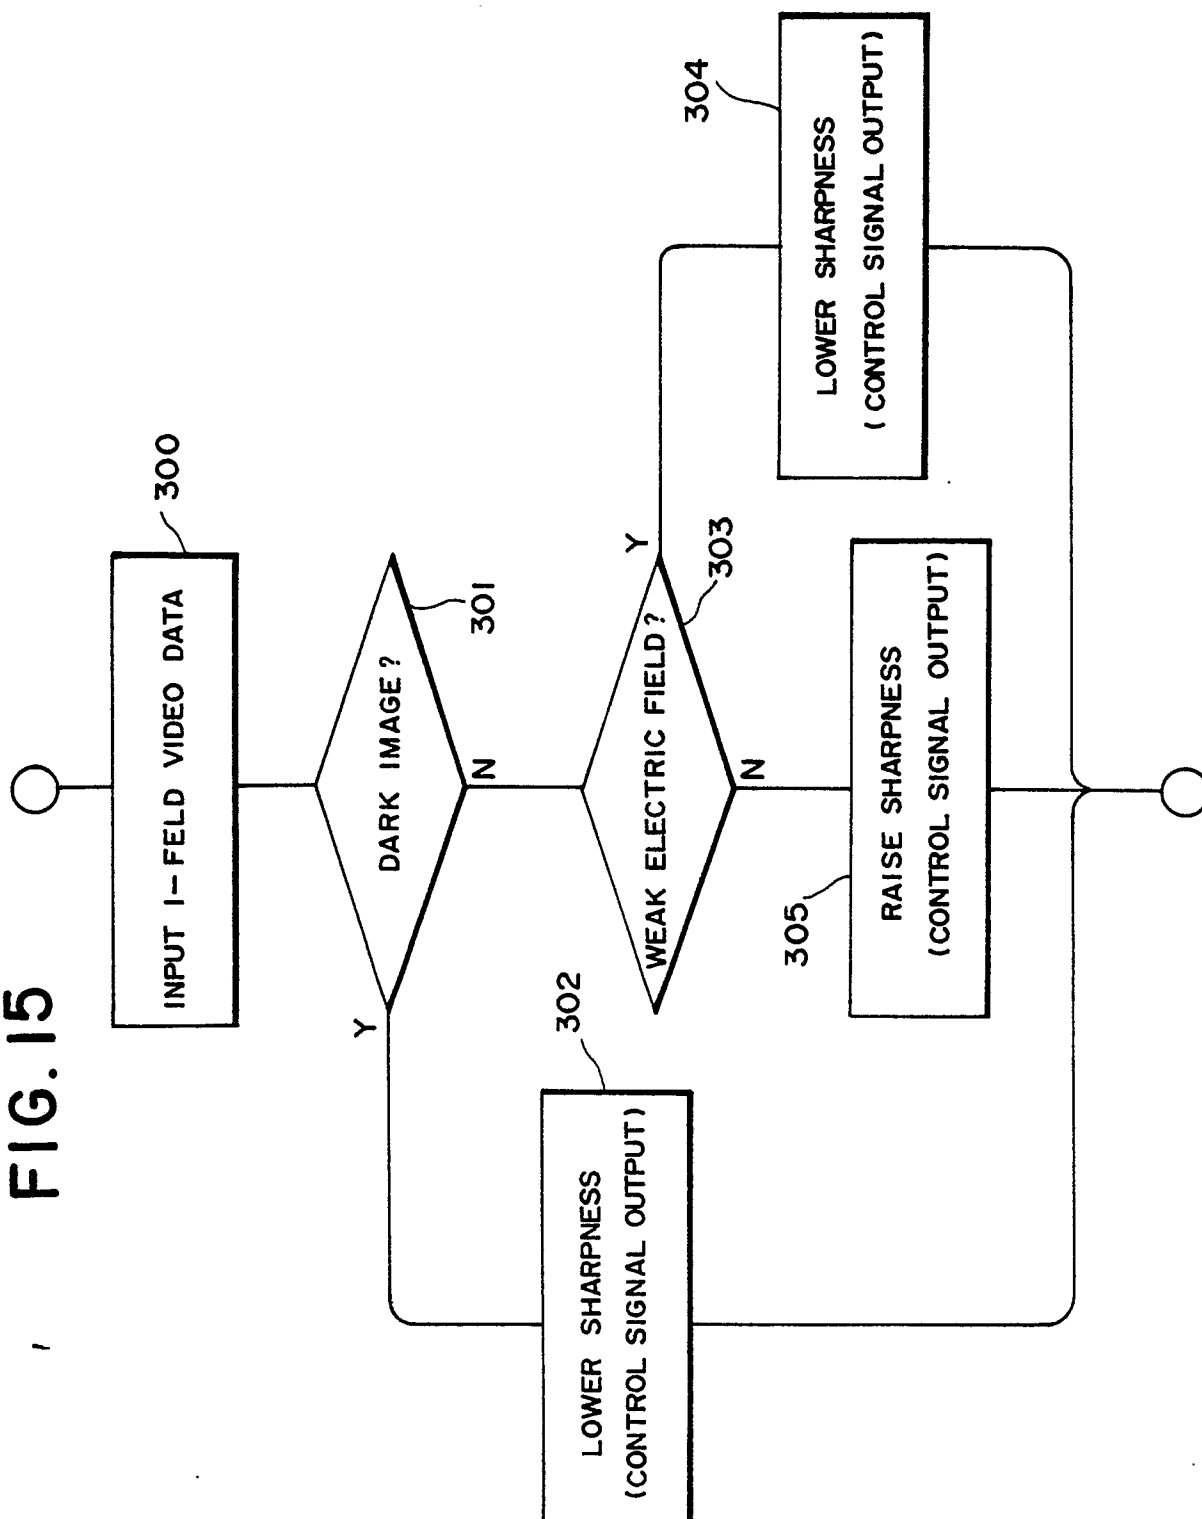 FIG. 15
300
INPUT 1-FELD VIDEO DATA
301
DARK IMAGE?
Y
N
302
LOWER SHARPNESS
(CONTROL SIGNAL OUTPUT)
303
WEAK ELECTRIC FIELD?
Y
N
304
LOWER SHARPNESS
(CONTROL SIGNAL OUTPUT)
305
RAISE SHARPNESS
(CONTROL SIGNAL OUTPUT)